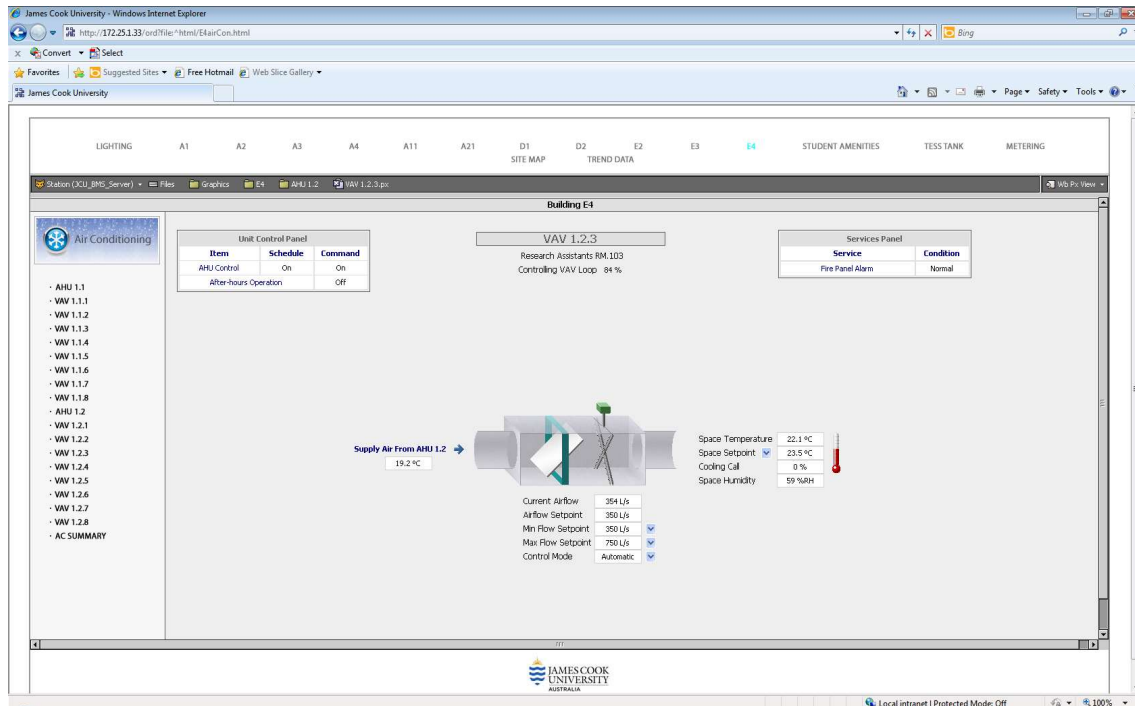 James Cook University - Windows Internet Explorer
http://172.25.1.33/ord?file:^html/E4airCon.html
Bing
x Convert Select
Favorites Suggested Sites Free Hotmail Web Slice Gallery
James Cook University Page Safety Tools
LIGHTING A1 A2 A3 A4 A11 A21 D1 D2 E2 E3 E4 STUDENT AMENITIES TESS TANK METERING
SITE MAP TREND DATA
Station (JCU_BMS_Server) Files Graphics E4 AHU 1.2 VAV 1.2.3.px Wb Px View
Building E4
Air Conditioning
· AHU 1.1
· VAV 1.1.1
· VAV 1.1.2
· VAV 1.1.3
· VAV 1.1.4
· VAV 1.1.5
· VAV 1.1.6
· VAV 1.1.7
· VAV 1.1.8
· AHU 1.2
· VAV 1.2.1
· VAV 1.2.2
· VAV 1.2.3
· VAV 1.2.4
· VAV 1.2.5
· VAV 1.2.6
· VAV 1.2.7
· VAV 1.2.8
· AC SUMMARY
Unit Control Panel
Item Schedule Command
AHU Control On On
After-hours Operation Off
VAV 1.2.3
Research Assistants RM.103
Controlling VAV Loop 84 %
Services Panel
Service Condition
Fire Panel Alarm Normal
Supply Air From AHU 1.2
19.2 ºC
Space Temperature 22.1 ºC
Space Setpoint 23.5 ºC
Cooling Call 0 %
Space Humidity 59 %RH
Current Airflow 354 L/s
Airflow Setpoint 350 L/s
Min Flow Setpoint 350 L/s
Max Flow Setpoint 750 L/s
Control Mode Automatic
JAMES COOK
UNIVERSITY
AUSTRALIA
Local intranet | Protected Mode: Off 100%